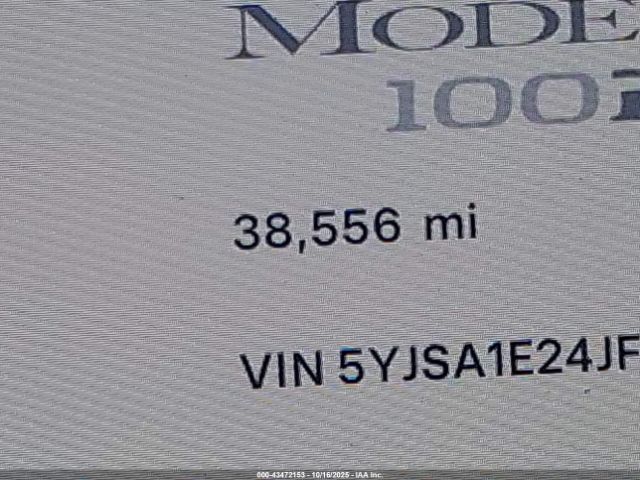 MODE
100
38,556 mi
VIN 5YJSA1E24JF
000-43472153 - 10/16/2025 - IAA Inc.